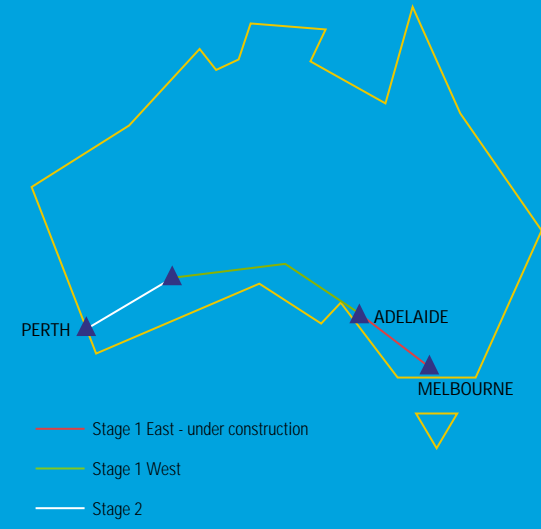 PERTH
ADELAIDE
MELBOURNE
Stage 1 East - under construction
Stage 1 West
Stage 2